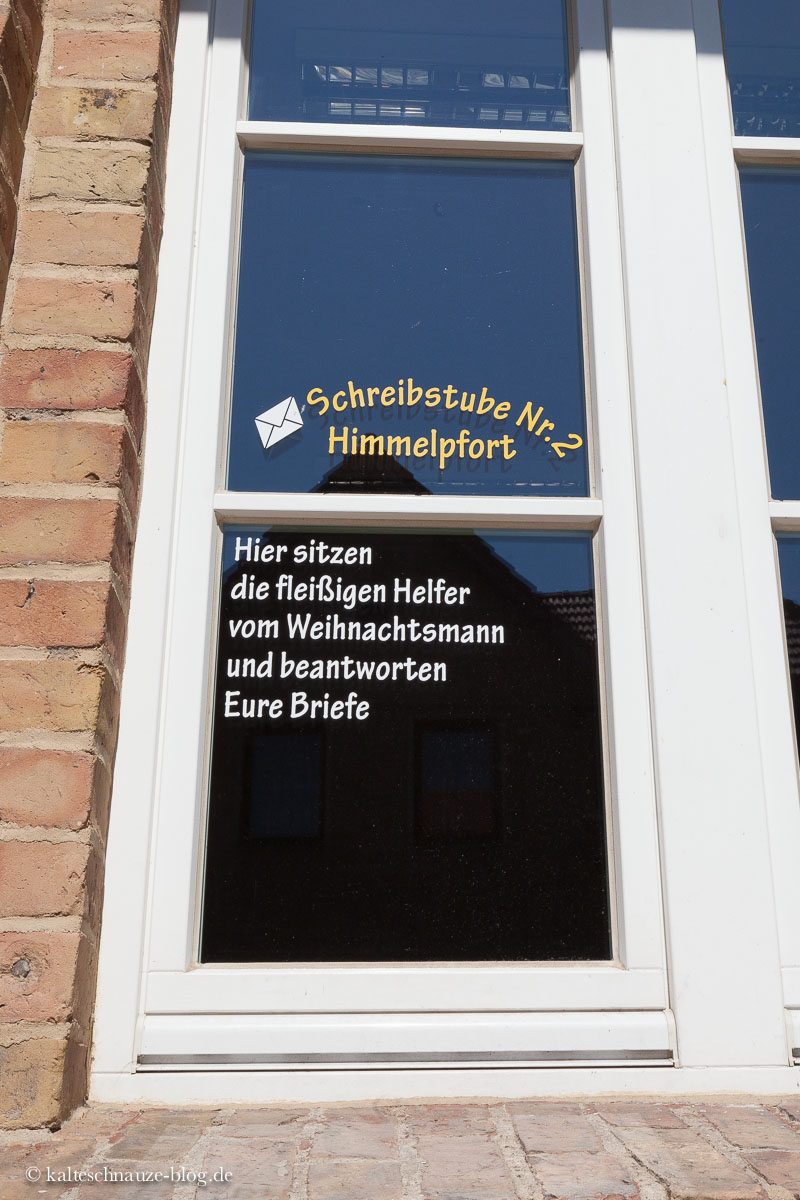 Schreibstube Nr. 2
Himmelpfort
Hier sitzen
die fleißigen Helfer
vom Weihnachtsmann
und beantworten
Eure Briefe
© kalteschnauze-blog.de